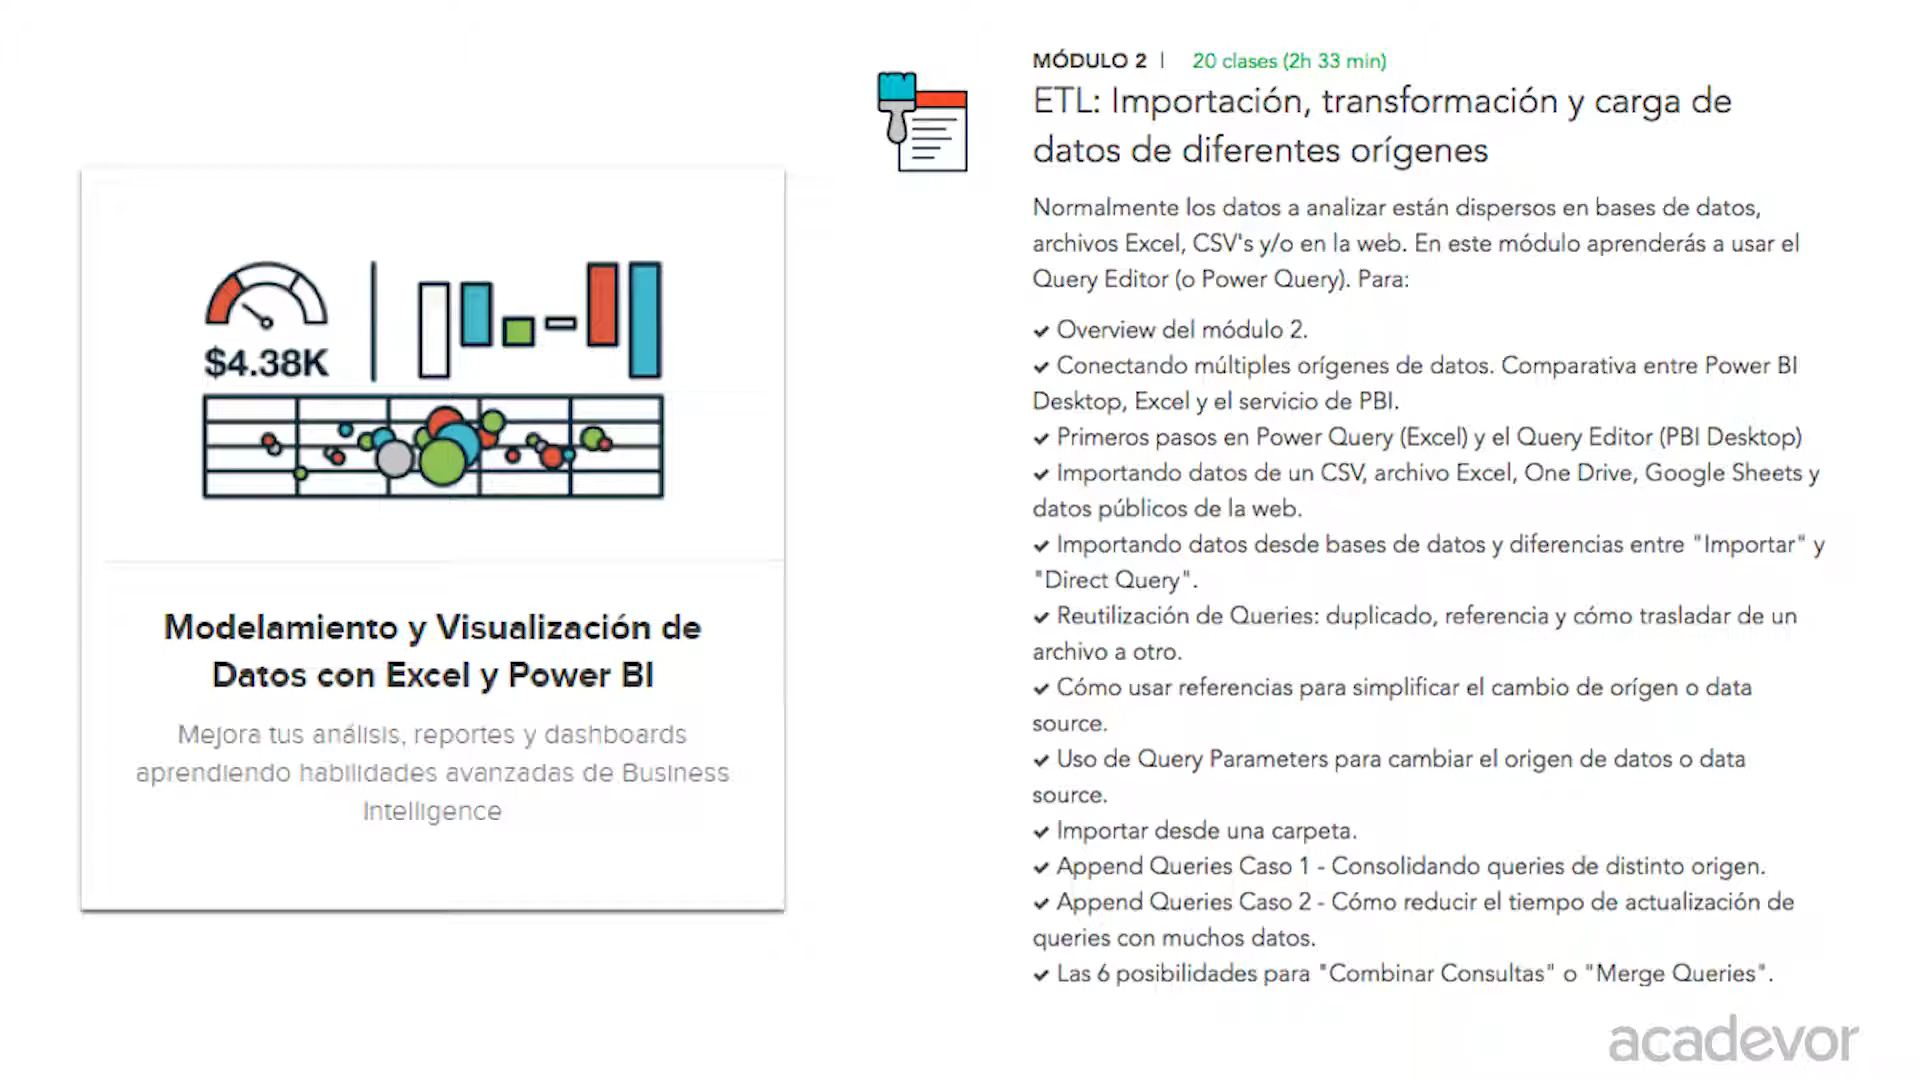 $4.38K
Modelamiento y Visualización de
Datos con Excel y Power BI
Mejora tus análisis, reportes y dashboards
aprendiendo habilidades avanzadas de Business
Intelligence
MÓDULO 2 | 20 clases (2h 33 min)
ETL: Importación, transformación y carga de
datos de diferentes orígenes
Normalmente los datos a analizar están dispersos en bases de datos,
archivos Excel, CSV's y/o en la web. En este módulo aprenderás a usar el
Query Editor (o Power Query). Para:
✔ Overview del módulo 2.
✔ Conectando múltiples orígenes de datos. Comparativa entre Power BI
Desktop, Excel y el servicio de PBI.
✔ Primeros pasos en Power Query (Excel) y el Query Editor (PBI Desktop)
✔ Importando datos de un CSV, archivo Excel, One Drive, Google Sheets y
datos públicos de la web.
✔ Importando datos desde bases de datos y diferencias entre "Importar" y
"Direct Query".
✔ Reutilización de Queries: duplicado, referencia y cómo trasladar de un
archivo a otro.
✔ Cómo usar referencias para simplificar el cambio de orígen o data
source.
✔ Uso de Query Parameters para cambiar el origen de datos o data
source.
✔ Importar desde una carpeta.
✔ Append Queries Caso 1 - Consolidando queries de distinto origen.
✔ Append Queries Caso 2 - Cómo reducir el tiempo de actualización de
queries con muchos datos.
✔ Las 6 posibilidades para "Combinar Consultas" o "Merge Queries".
acadevor